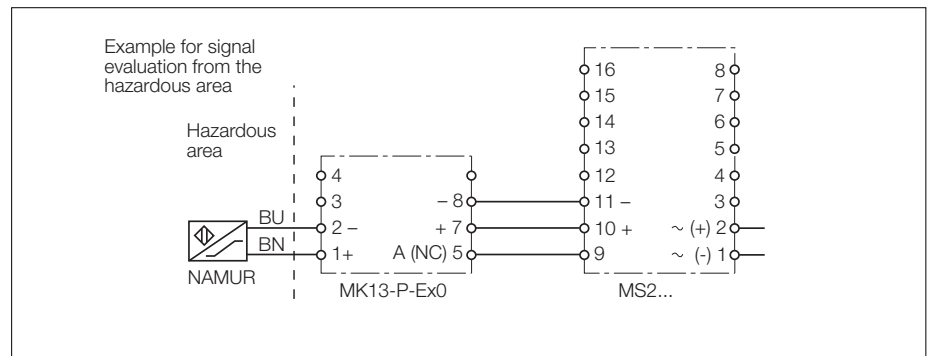 Example for signal
evaluation from the
hazardous area
Hazardous
area
16 8
15 7
14 6
13 5
4 12 4
3 – 8 11 – 3
BU 2 – + 7 10 + ~ (+) 2
BN 1+ A (NC) 5 9 ~ (-) 1
NAMUR
MK13-P-Ex0 MS2...